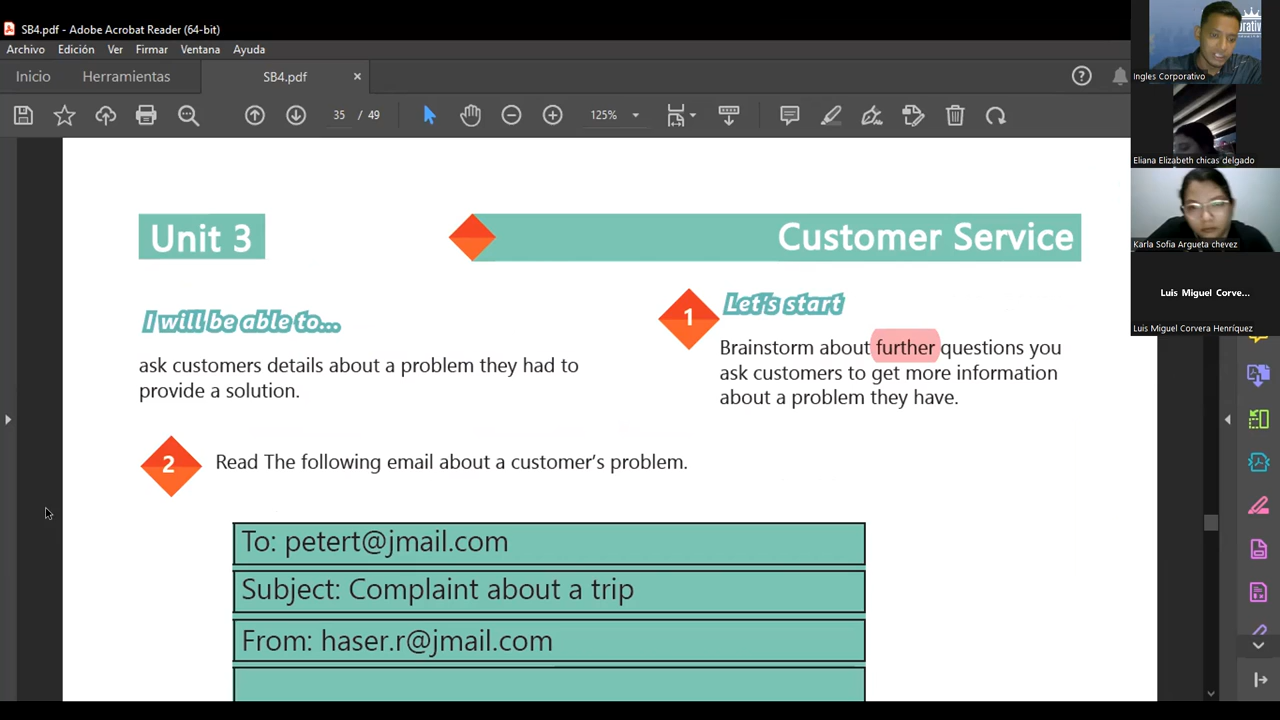 SB4.pdf - Adobe Acrobat Reader (64-bit)
Archivo Edición Ver Firmar Ventana Ayuda
Inicio Herramientas SB4.pdf ×
35 / 49 125%
Unit 3
Customer Service
I will be able to...
ask customers details about a problem they had to
provide a solution.
1 Let's start
Brainstorm about further questions you
ask customers to get more information
about a problem they have.
2 Read The following email about a customer's problem.
To: petert@jmail.com
Subject: Complaint about a trip
From: haser.r@jmail.com
Ingles Corporativo
Eliana Elizabeth chicas delgado
Karla Sofia Argueta chevez
Luis Miguel Corve...
Luis Miguel Corvera Henríquez